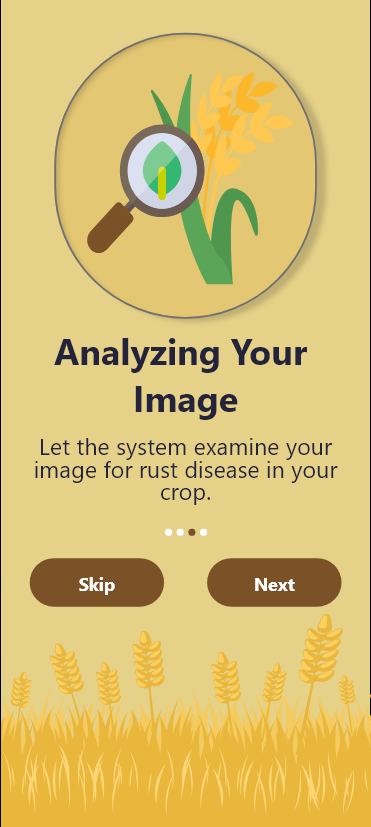 Analyzing Your
Image
Let the system examine your
image for rust disease in your
crop.
Skip
Next